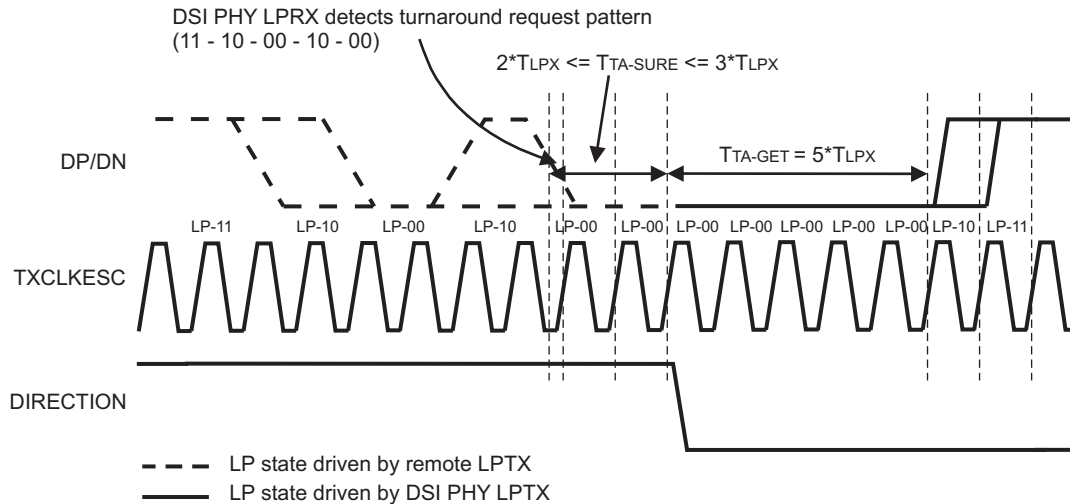 DSI PHY LPRX detects turnaround request pattern
(11 - 10 - 00 - 10 - 00)
2*TLPX <= TTA-SURE <= 3*TLPX
DP/DN
TTA-GET = 5*TLPX
LP-11 LP-10 LP-00 LP-10 LP-00 LP-00 LP-00 LP-00 LP-00 LP-00 LP-00 LP-10 LP-11
TXCLKESC
DIRECTION
LP state driven by remote LPTX
LP state driven by DSI PHY LPTX